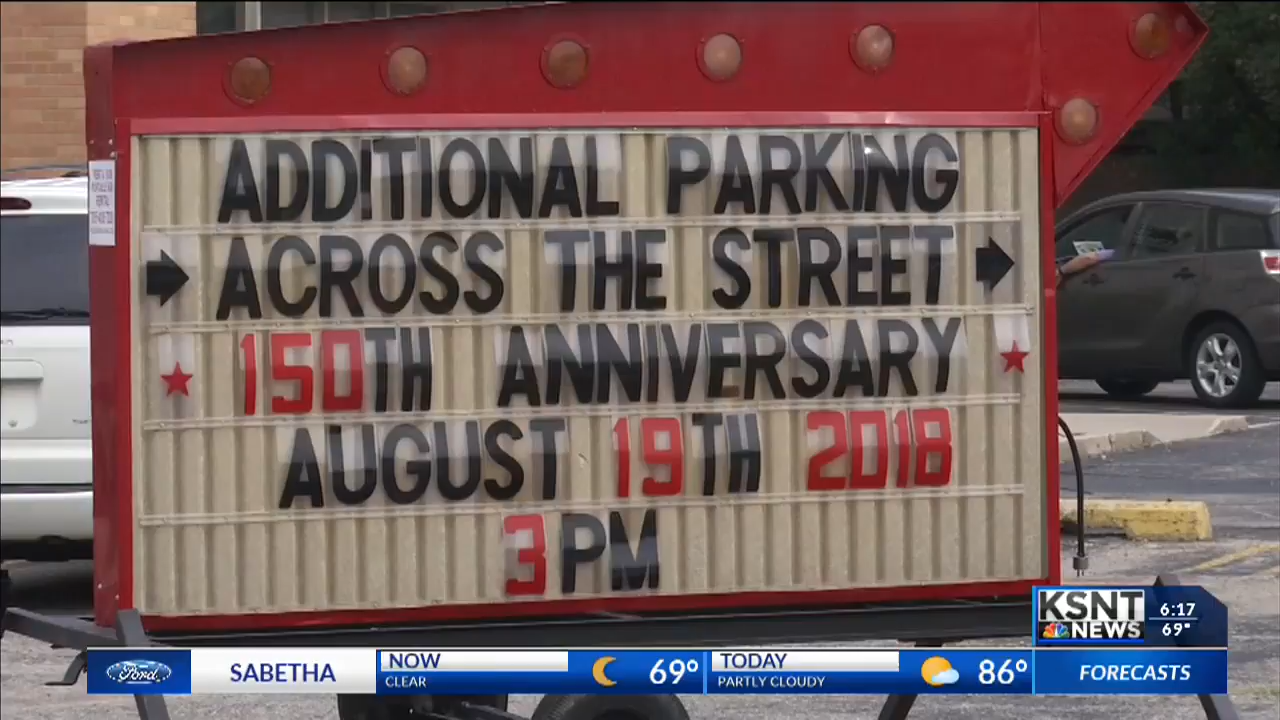 ADDITIONAL PARKING
ACROSS THE STREET
150TH ANNIVERSARY
AUGUST 19TH 2018
3PM
KSNT
NEWS
6:17
69°
Ford
SABETHA
NOW
CLEAR
69°
TODAY
PARTLY CLOUDY
86°
FORECASTS